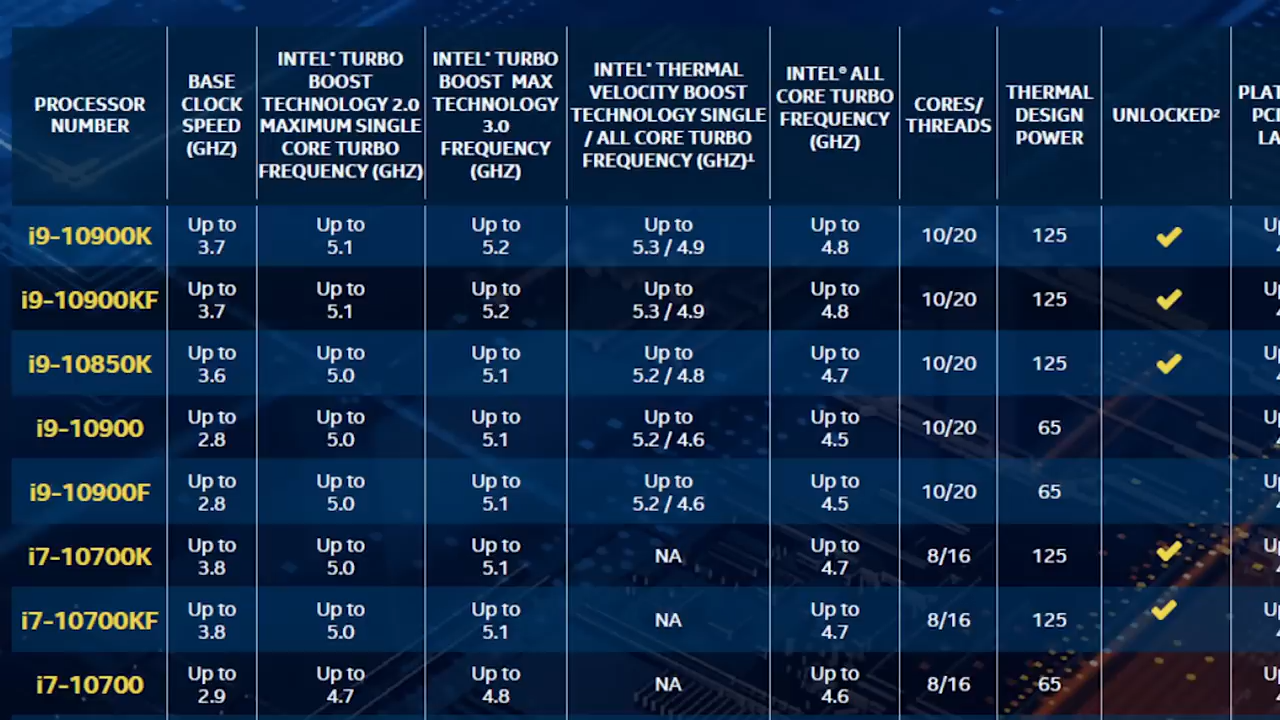 PROCESSOR
NUMBER
BASE
CLOCK
SPEED
(GHZ)
INTEL® TURBO
BOOST
TECHNOLOGY 2.0
MAXIMUM SINGLE
CORE TURBO
FREQUENCY (GHZ)
INTEL® TURBO
BOOST MAX
TECHNOLOGY
3.0
FREQUENCY
(GHZ)
INTEL® THERMAL
VELOCITY BOOST
TECHNOLOGY SINGLE
/ ALL CORE TURBO
FREQUENCY (GHZ)¹
INTEL® ALL
CORE TURBO
FREQUENCY
(GHZ)
CORES/
THREADS
THERMAL
DESIGN
POWER
UNLOCKED²
PLAT
PC
LA
i9-10900K
Up to
3.7
Up to
5.1
Up to
5.2
Up to
5.3 / 4.9
Up to
4.8
10/20
125
✔
Up
i9-10900KF
Up to
3.7
Up to
5.1
Up to
5.2
Up to
5.3 / 4.9
Up to
4.8
10/20
125
✔
Up
i9-10850K
Up to
3.6
Up to
5.0
Up to
5.1
Up to
5.2 / 4.8
Up to
4.7
10/20
125
✔
Up
i9-10900
Up to
2.8
Up to
5.0
Up to
5.1
Up to
5.2 / 4.6
Up to
4.5
10/20
65
Up
i9-10900F
Up to
2.8
Up to
5.0
Up to
5.1
Up to
5.2 / 4.6
Up to
4.5
10/20
65
Up
i7-10700K
Up to
3.8
Up to
5.0
Up to
5.1
NA
Up to
4.7
8/16
125
✔
Up
i7-10700KF
Up to
3.8
Up to
5.0
Up to
5.1
NA
Up to
4.7
8/16
125
✔
Up
i7-10700
Up to
2.9
Up to
4.7
Up to
4.8
NA
Up to
4.6
8/16
65
Up